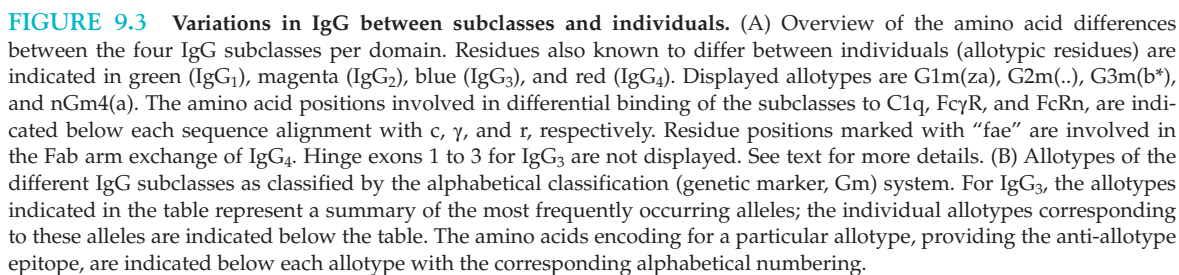 FIGURE 9.3 Variations in IgG between subclasses and individuals. (A) Overview of the amino acid differences
between the four IgG subclasses per domain. Residues also known to differ between individuals (allotypic residues) are
indicated in green (IgG₁), magenta (IgG₂), blue (IgG₃), and red (IgG₄). Displayed allotypes are G1m(za), G2m(..), G3m(b*),
and nGm4(a). The amino acid positions involved in differential binding of the subclasses to C1q, FcγR, and FcRn, are indi-
cated below each sequence alignment with c, γ, and r, respectively. Residue positions marked with “fae” are involved in
the Fab arm exchange of IgG₄. Hinge exons 1 to 3 for IgG₃ are not displayed. See text for more details. (B) Allotypes of the
different IgG subclasses as classified by the alphabetical classification (genetic marker, Gm) system. For IgG₃, the allotypes
indicated in the table represent a summary of the most frequently occurring alleles; the individual allotypes corresponding
to these alleles are indicated below the table. The amino acids encoding for a particular allotype, providing the anti-allotype
epitope, are indicated below each allotype with the corresponding alphabetical numbering.